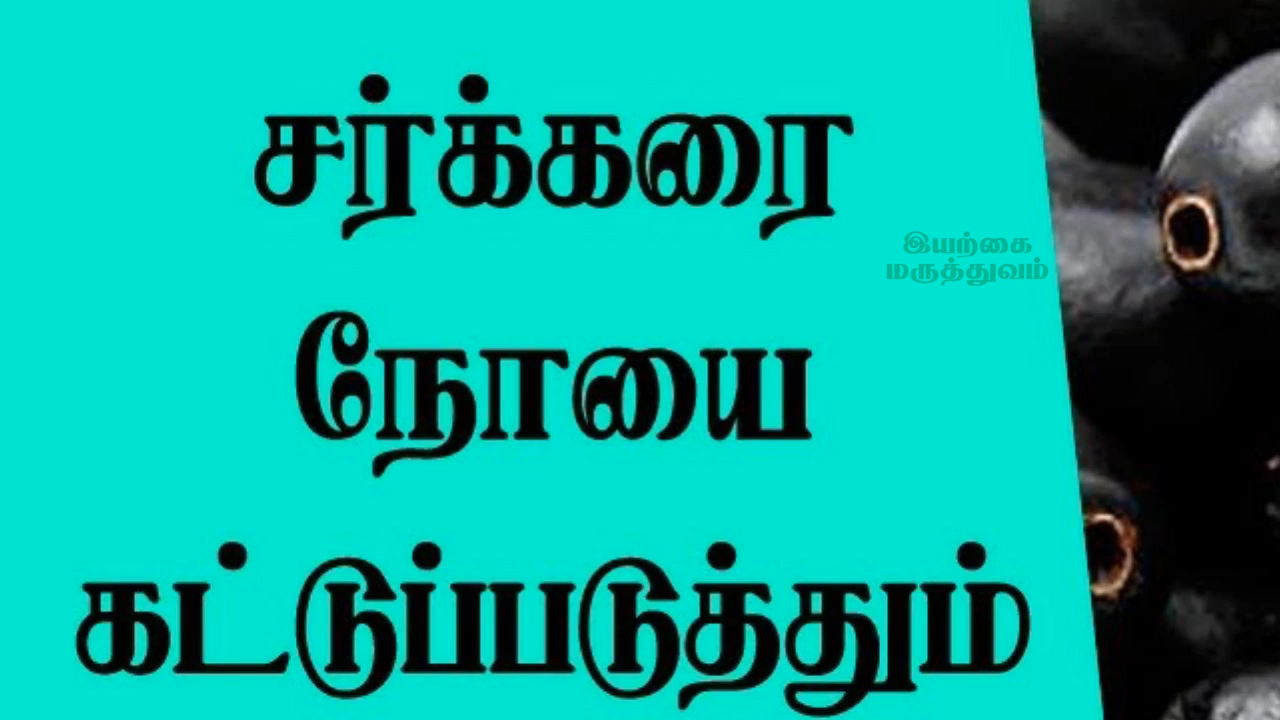 சர்க்கரை
இயற்கை
மருத்துவம்
நோயை
கட்டுப்படுத்தும்